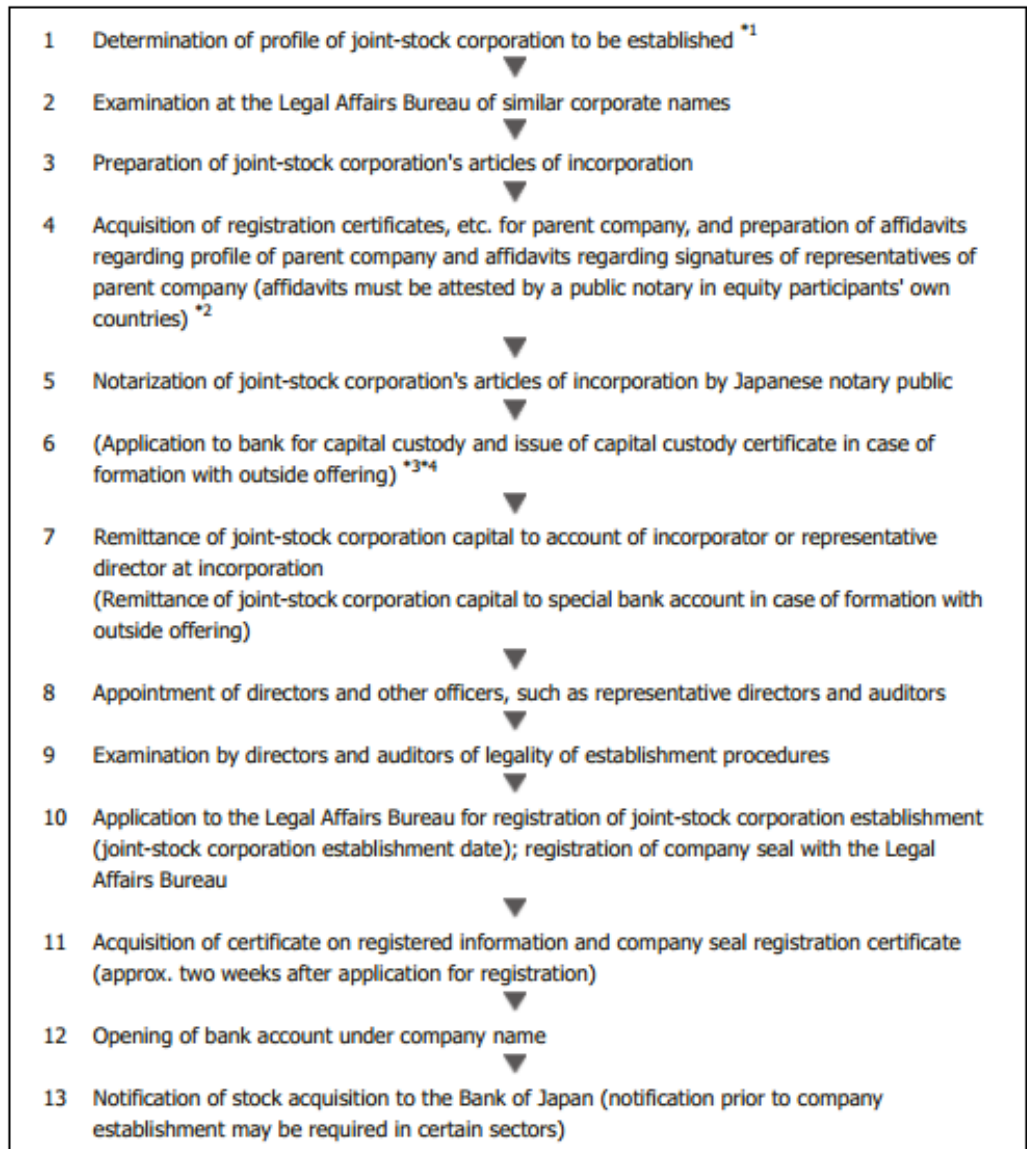 1 Determination of profile of joint-stock corporation to be established *1
2 Examination at the Legal Affairs Bureau of similar corporate names
3 Preparation of joint-stock corporation's articles of incorporation
4 Acquisition of registration certificates, etc. for parent company, and preparation of affidavits
regarding profile of parent company and affidavits regarding signatures of representatives of
parent company (affidavits must be attested by a public notary in equity participants' own
countries) *2
5 Notarization of joint-stock corporation's articles of incorporation by Japanese notary public
6 (Application to bank for capital custody and issue of capital custody certificate in case of
formation with outside offering) *3*4
7 Remittance of joint-stock corporation capital to account of incorporator or representative
director at incorporation
(Remittance of joint-stock corporation capital to special bank account in case of formation with
outside offering)
8 Appointment of directors and other officers, such as representative directors and auditors
9 Examination by directors and auditors of legality of establishment procedures
10 Application to the Legal Affairs Bureau for registration of joint-stock corporation establishment
(joint-stock corporation establishment date); registration of company seal with the Legal
Affairs Bureau
11 Acquisition of certificate on registered information and company seal registration certificate
(approx. two weeks after application for registration)
12 Opening of bank account under company name
13 Notification of stock acquisition to the Bank of Japan (notification prior to company
establishment may be required in certain sectors)